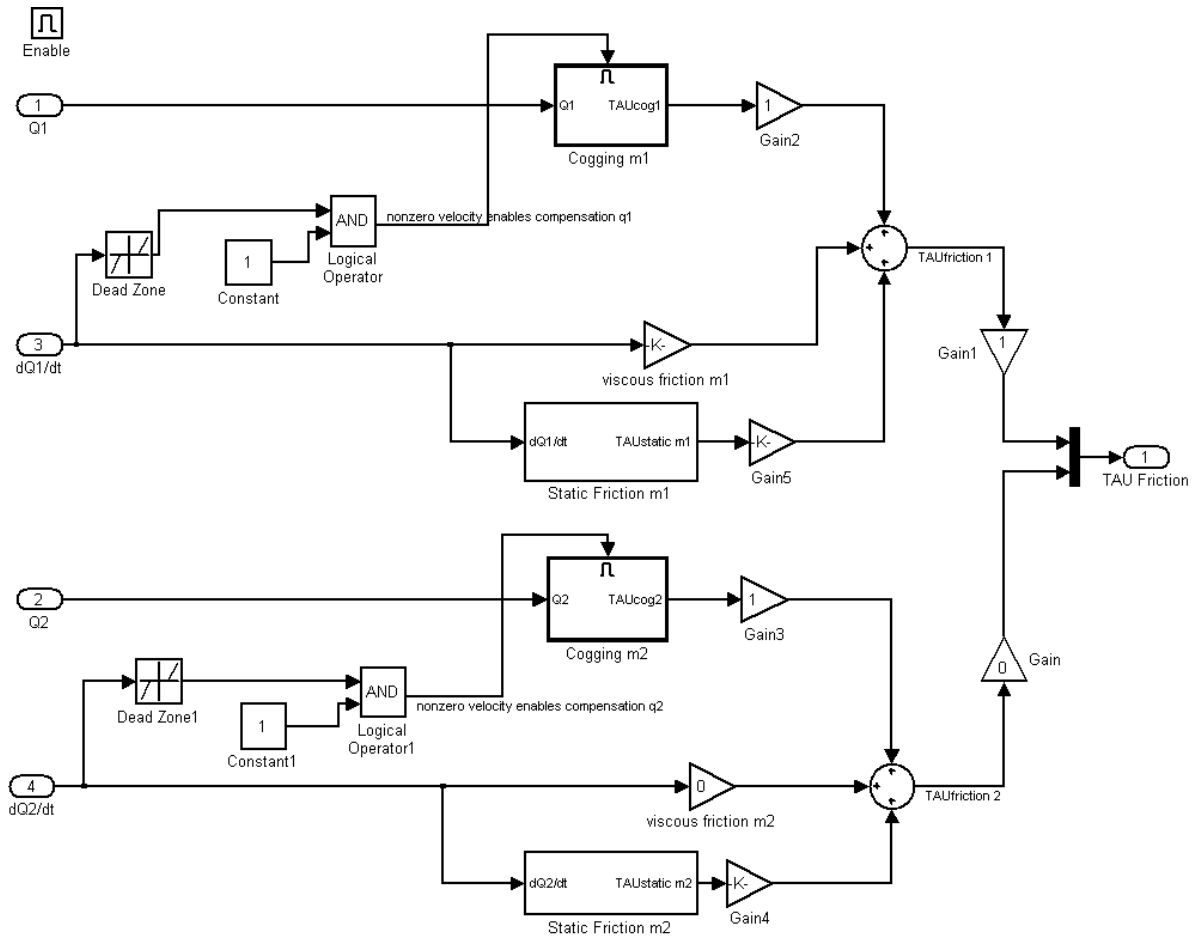 Enable
1
Q1
Q1
TAUcog1
Cogging m1
1
Gain2
AND
nonzero velocity enables compensation q1
Logical
Operator
Dead Zone
1
Constant
TAUfriction 1
3
dQ1/dt
-K-
viscous friction m1
1
Gain1
dQ1/dt
TAUstatic m1
Static Friction m1
-K-
Gain5
1
TAU Friction
2
Q2
Q2
TAUcog2
Cogging m2
1
Gain3
0
Gain
Dead Zone1
AND
nonzero velocity enables compensation q2
Logical
Operator1
1
Constant1
4
dQ2/dt
0
viscous friction m2
TAUfriction 2
dQ2/dt
TAUstatic m2
Static Friction m2
-K-
Gain4